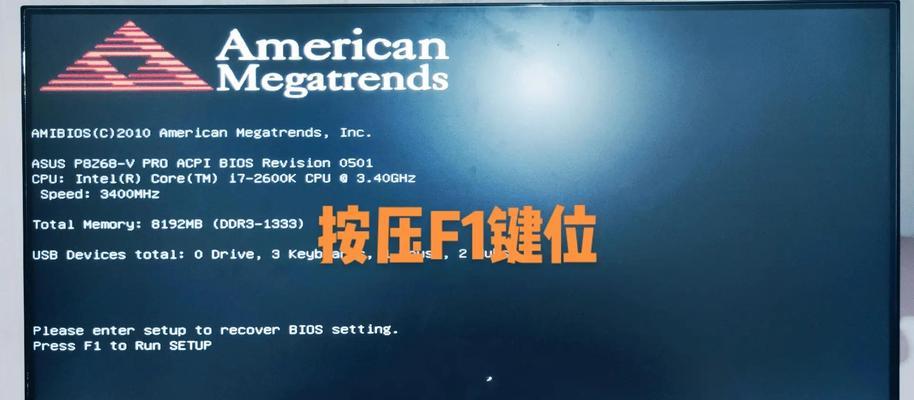 American
Megatrends
AMIBIOS(C)2010 American Megatrends, Inc.
ASUS P8Z68-V PRO ACPI BIOS Revision 0501
CPU: Intel(R) Core(TM) i7-2600K CPU @ 3.40GHz
Speed: 3400MHz
Total Memory: 8192MB (DDR3-1333)
按压F1键位
USB Devices total: 0 Drive, 3
Please enter setup to recover BIOS setting.
Press F1 to Run SETUP